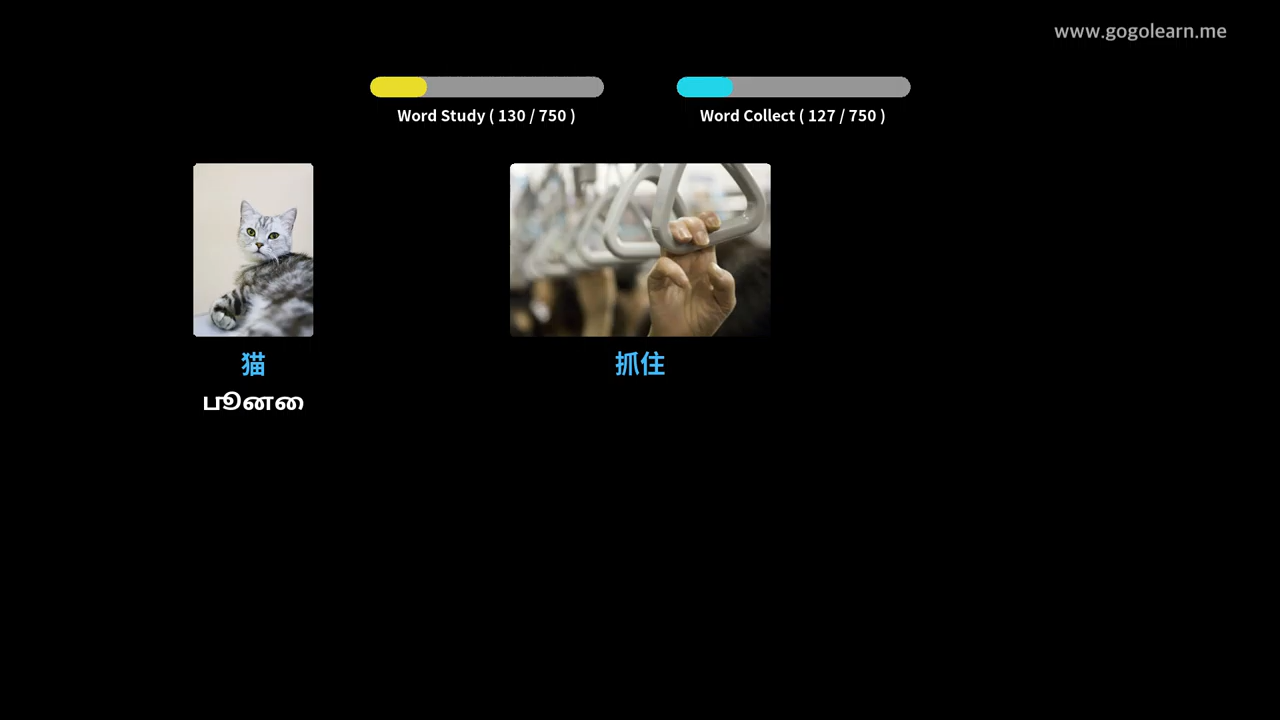 www.gogolearn.me
Word Study ( 130 / 750 )
Word Collect ( 127 / 750 )
猫
பூனை
抓住